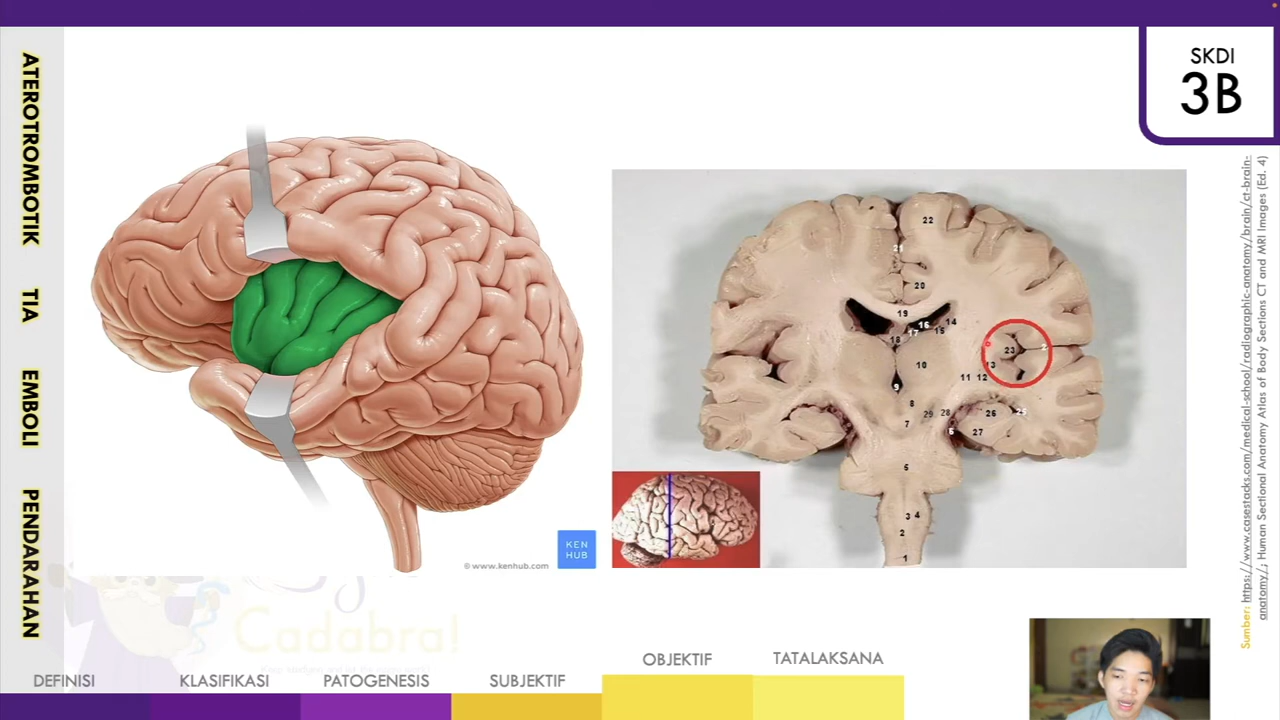 SKDI
3B
ATEROTROMBOTIK
TIA
EMBOLI
PENDARAHAN
22
21
20
19
16
14
17
15
18
23
10
13
11
12
9
8
29
28
26
25
7
6
27
5
3 4
2
1
KEN
HUB
© www.kenhub.com
Sumber: https://www.casestacks.com/medical-school/radiographic-anatomy/brain/ct-brain-
anatomy/; Human Sectional Anatomy Atlas of Body Sections CT and MRI Images (Ed. 4)
Cadabra!
DEFINISI
KLASIFIKASI
PATOGENESIS
SUBJEKTIF
OBJEKTIF
TATALAKSANA